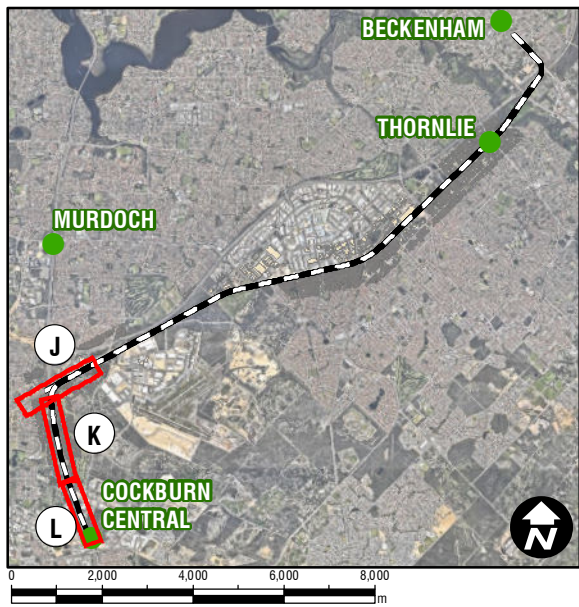 BECKENHAM
THORNLIE
MURDOCH
J
K
COCKBURN
CENTRAL
L
N
0 2,000 4,000 6,000 8,000
m